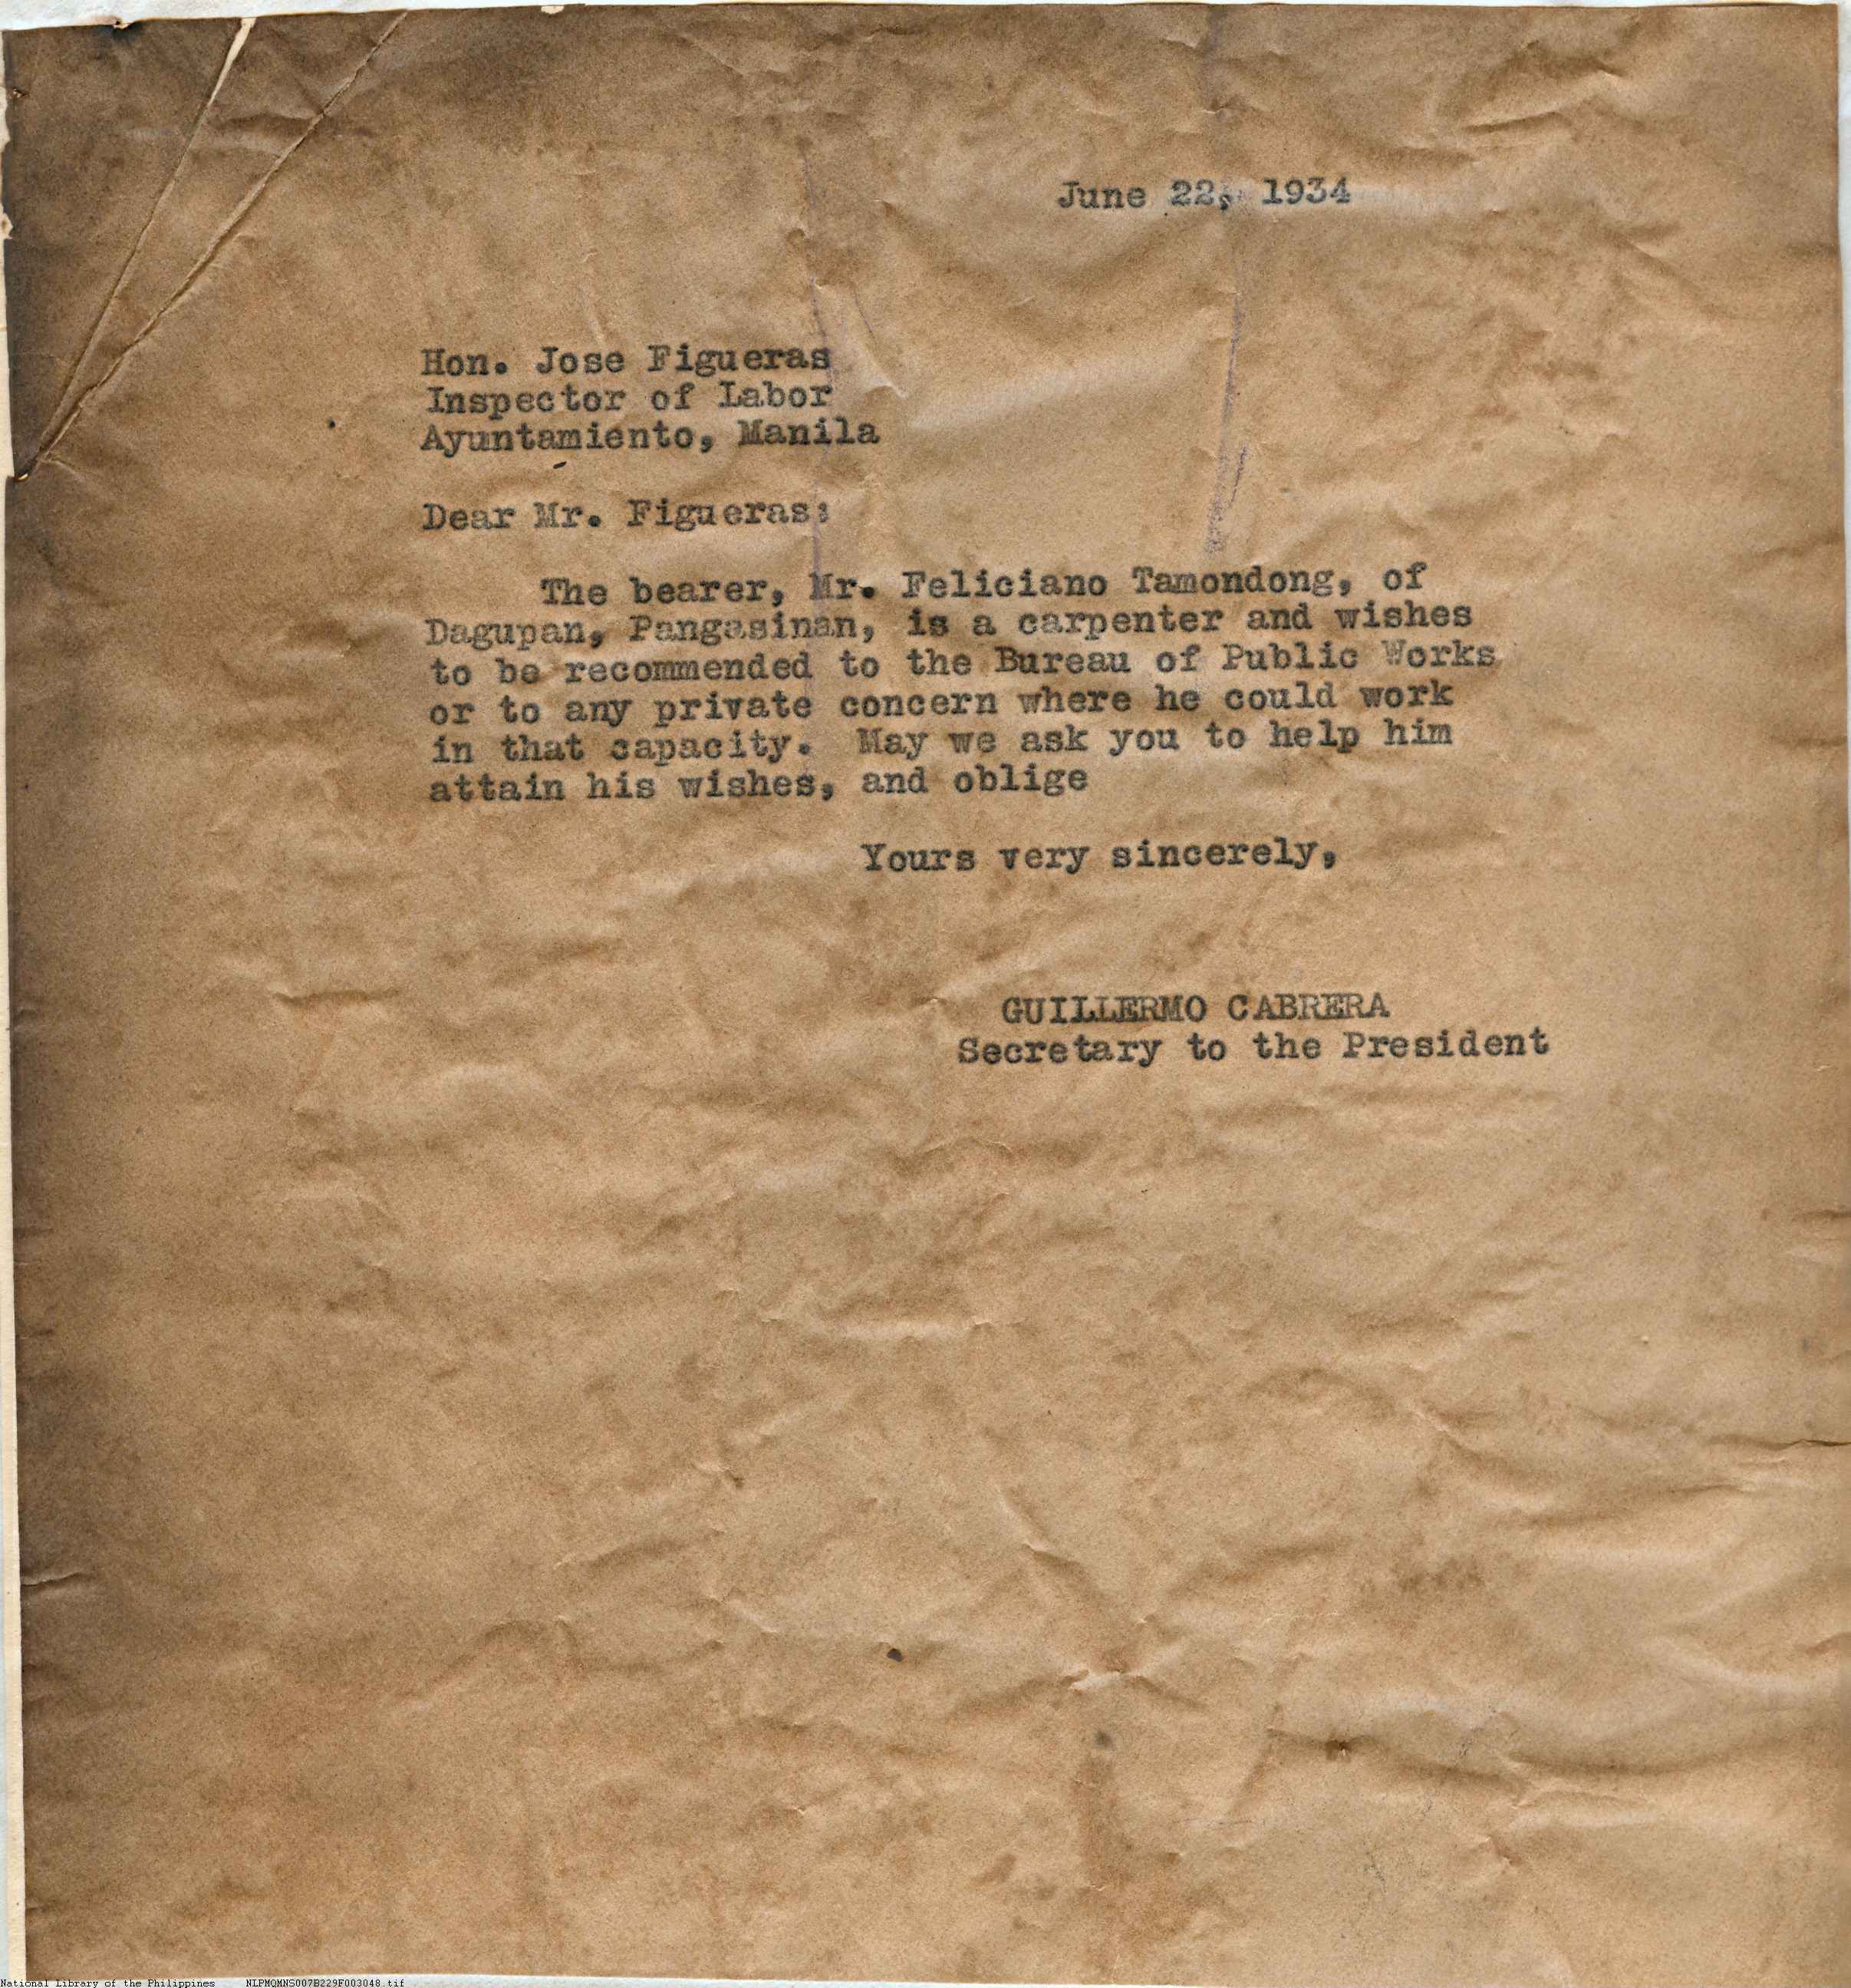 June 22, 1934
Hon. Jose Figueras
Inspector of Labor
Ayuntamiento, Manila
Dear Mr. Figueras:
The bearer, Mr. Feliciano Tamondong, of
Dagupan, Pangasinan, is a carpenter and wishes
to be recommended to the Bureau of Public Works
or to any private concern where he could work
in that capacity. May we ask you to help him
attain his wishes, and oblige
Yours very sincerely,
GUILLERMO CABRERA
Secretary to the President
National Library of the Philippines NLPMQMNS007B229F003048.tif